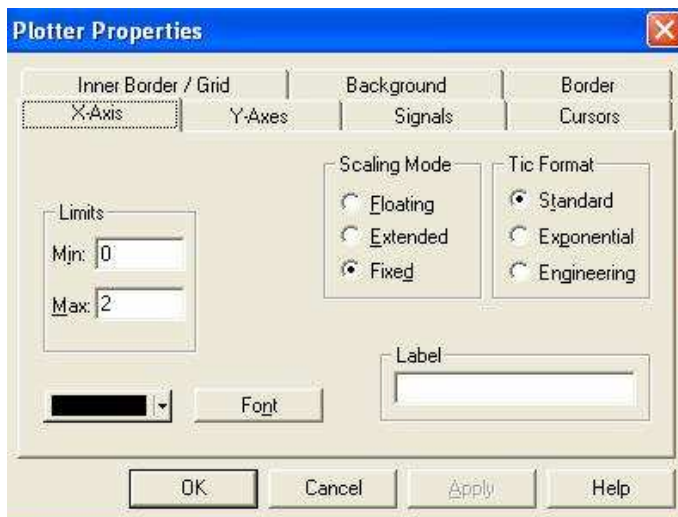 Plotter Properties
Inner Border / Grid Background Border
X-Axis Y-Axes Signals Cursors
Scaling Mode Tic Format
Floating Standard
Limits
Extended Exponential
Min: 0
Fixed Engineering
Max: 2
Label
Font
OK Cancel Apply Help